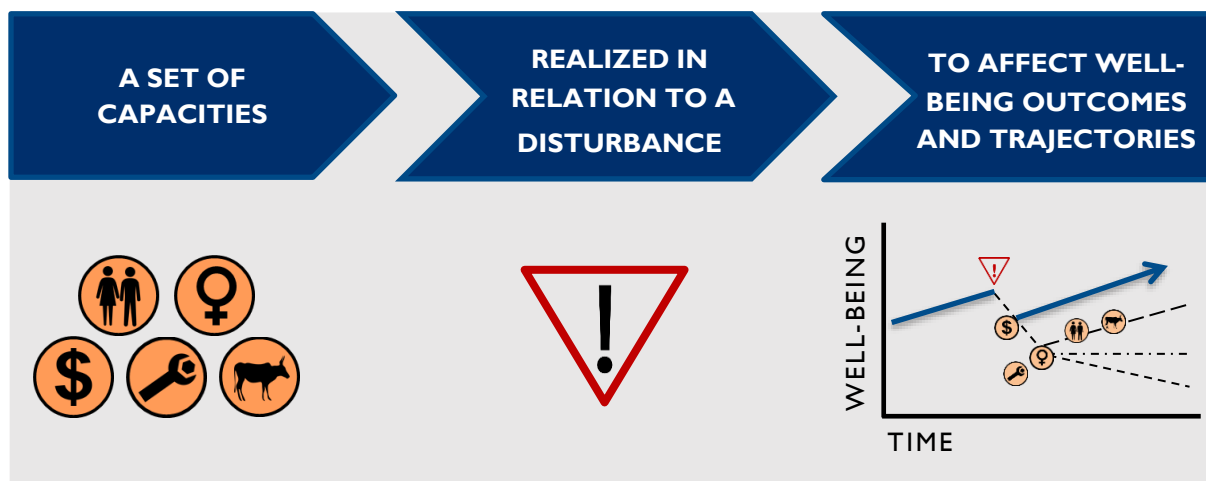 A SET OF
CAPACITIES
REALIZED IN
RELATION TO A
DISTURBANCE
TO AFFECT WELL-
BEING OUTCOMES
AND TRAJECTORIES
$
!
WELL-BEING
!
$
TIME